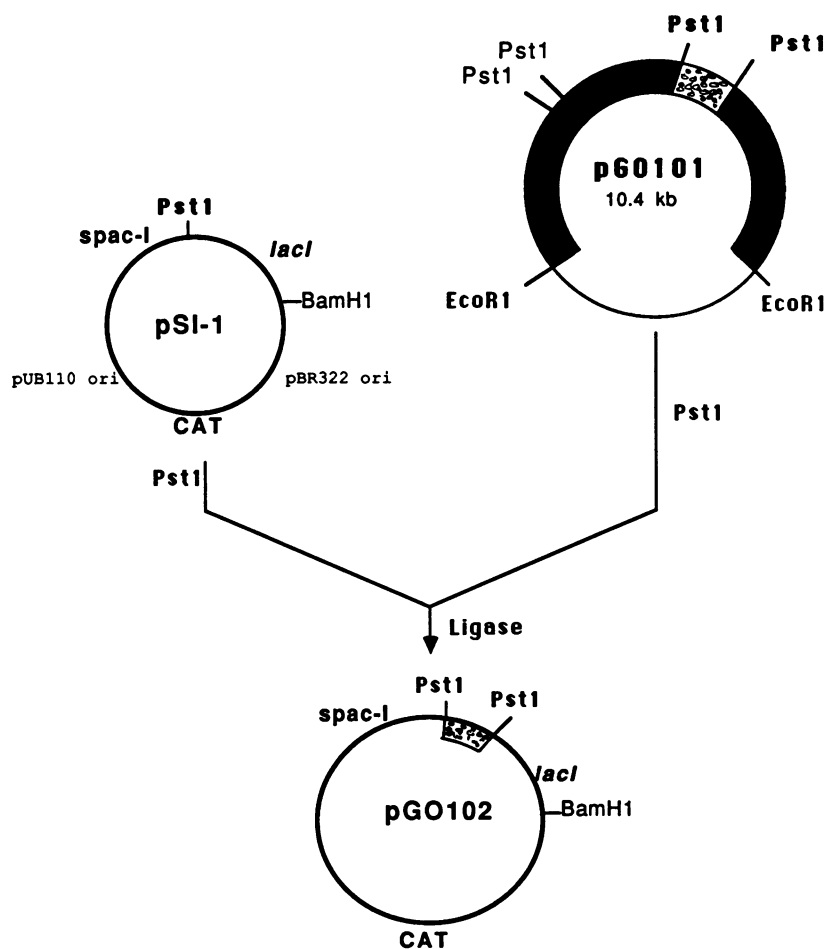 Pst1
Pst1
Pst1
Pst1
p60101
10.4 kb
EcoR1
EcoR1
Pst1
Pst1
spac-I
lacI
BamH1
pSI-1
pUB110 ori
pBR322 ori
CAT
Pst1
Ligase
Pst1
Pst1
spac-I
lacI
BamH1
pGO102
CAT